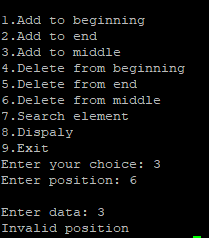 1.Add to beginning
2.Add to end
3.Add to middle
4.Delete from beginning
5.Delete from end
6.Delete from middle
7.Search element
8.Dispaly
9.Exit
Enter your choice: 3
Enter position: 6
Enter data: 3
Invalid position